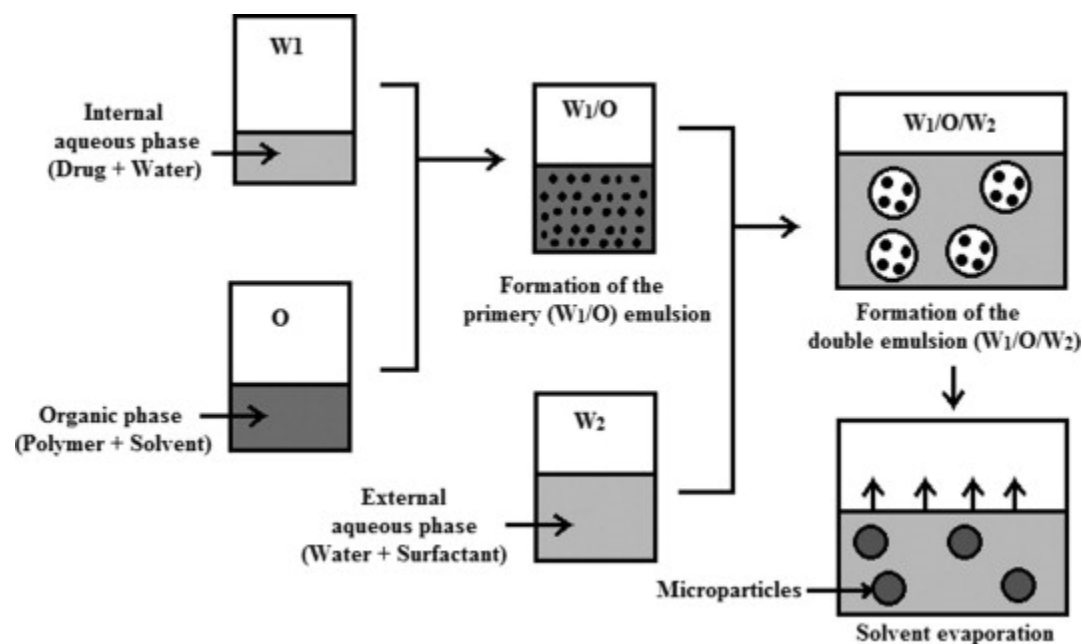 W1
Internal
aqueous phase
(Drug + Water)
O
Organic phase
(Polymer + Solvent)
W1/O
Formation of the
primery (W1/O) emulsion
W2
External
aqueous phase
(Water + Surfactant)
W1/O/W2
Formation of the
double emulsion (W1/O/W2)
Microparticles
Solvent evaporation